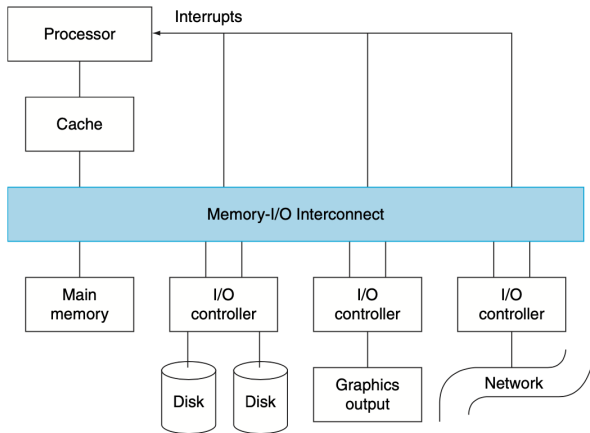 Interrupts
Processor
Cache
Memory-I/O Interconnect
Main
memory
I/O
controller
I/O
controller
I/O
controller
Disk
Disk
Graphics
output
Network